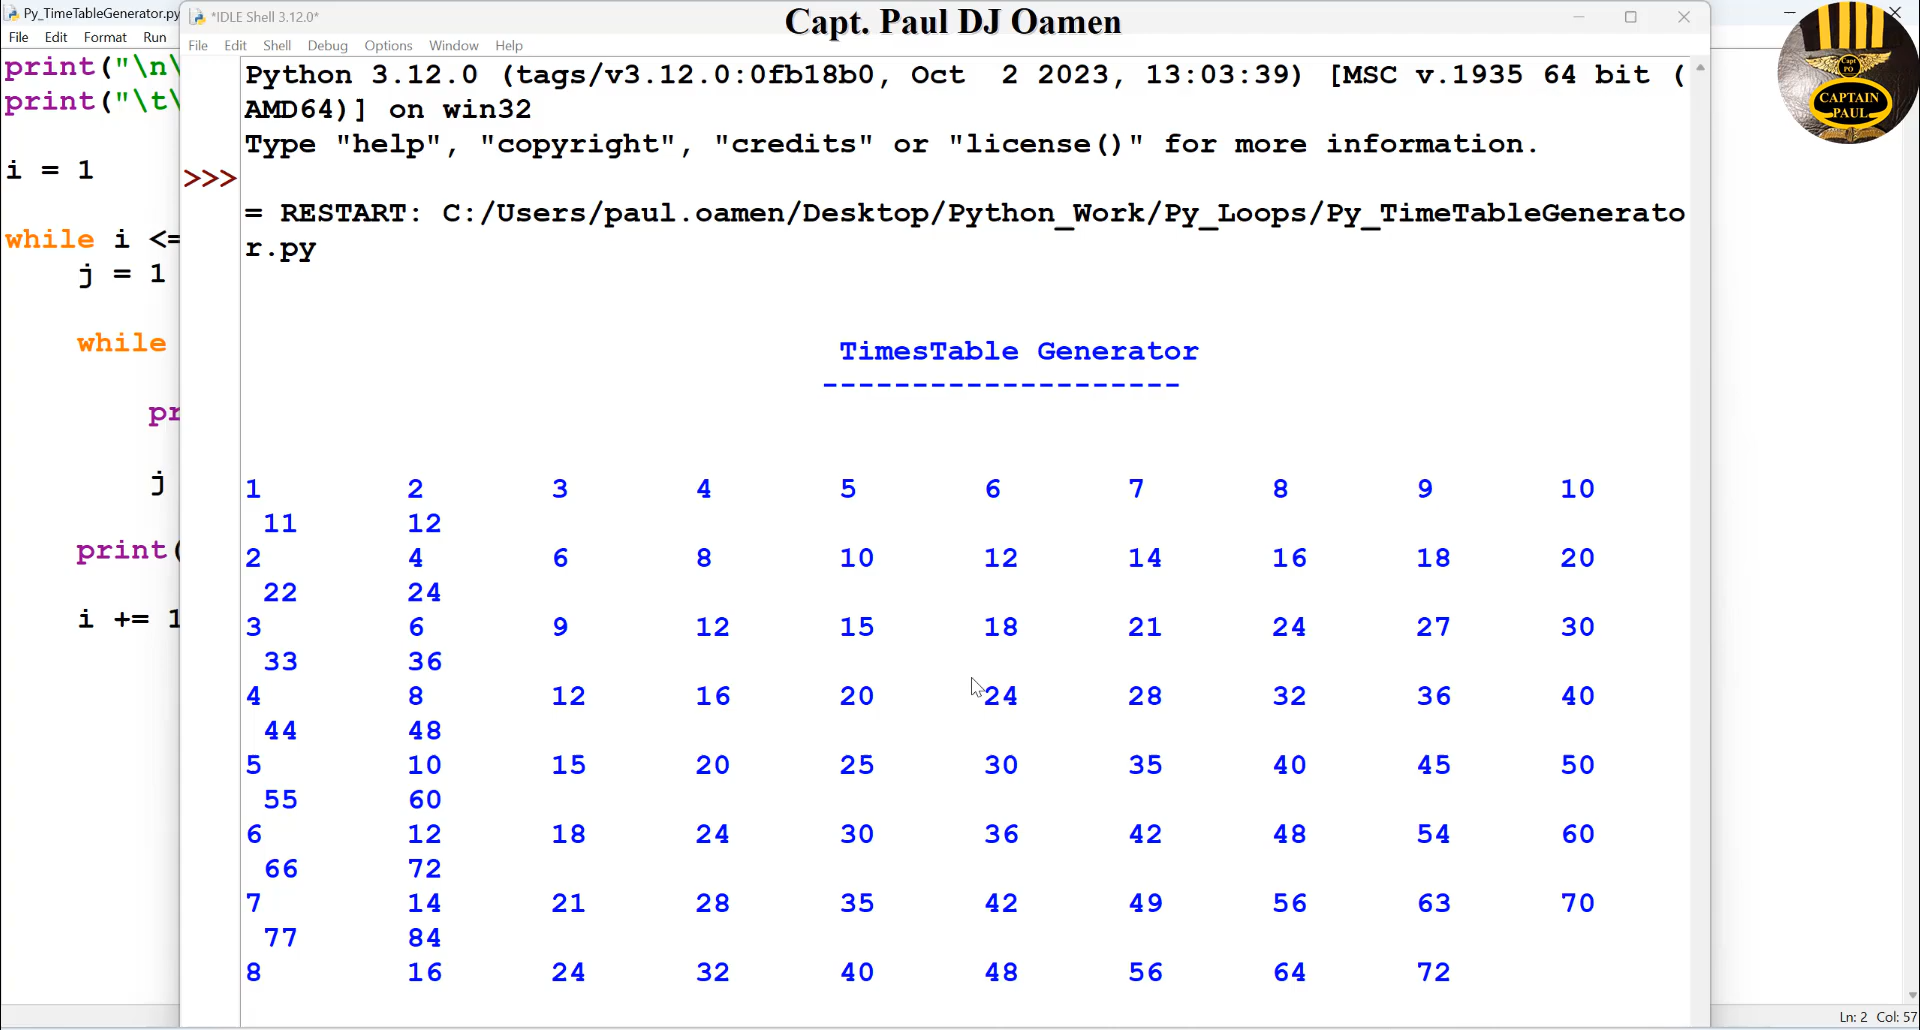 Py_TimeTableGenerator.py
File Edit Format Run
print("\n\
print("\t\
i = 1
while i <=
j = 1
while
pr
j
print(
i += 1
*IDLE Shell 3.12.0*
Capt. Paul DJ Oamen
File Edit Shell Debug Options Window Help
Python 3.12.0 (tags/v3.12.0:0fb18b0, Oct  2 2023, 13:03:39) [MSC v.1935 64 bit (
AMD64)] on win32
Type "help", "copyright", "credits" or "license()" for more information.
>>>
= RESTART: C:/Users/paul.oamen/Desktop/Python_Work/Py_Loops/Py_TimeTableGenerato
r.py
TimesTable Generator
--------------------
1 2 3 4 5 6 7 8 9 10
11 12
2 4 6 8 10 12 14 16 18 20
22 24
3 6 9 12 15 18 21 24 27 30
33 36
4 8 12 16 20 24 28 32 36 40
44 48
5 10 15 20 25 30 35 40 45 50
55 60
6 12 18 24 30 36 42 48 54 60
66 72
7 14 21 28 35 42 49 56 63 70
77 84
8 16 24 32 40 48 56 64 72
Capt
PO
CAPTAIN
PAUL
Ln: 2 Col: 57